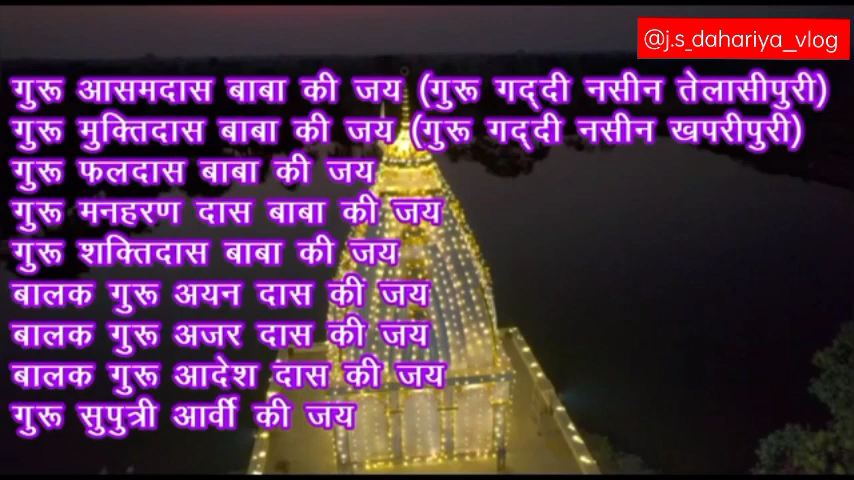 @j.s_dahariya_vlog
गुरू आसमदास बाबा की जय (गुरू गद्दी नसीन तेलासीपुरी)
गुरू मुक्तिदास बाबा की जय (गुरू गद्दी नसीन खपरीपुरी)
गुरू फलदास बाबा की जय
गुरू मनहरण दास बाबा की जय
गुरू शक्तिदास बाबा की जय
बालक गुरू अयन दास की जय
बालक गुरू अजर दास की जय
बालक गुरू आदेश दास की जय
गुरू सुपुत्री आर्वी की जय